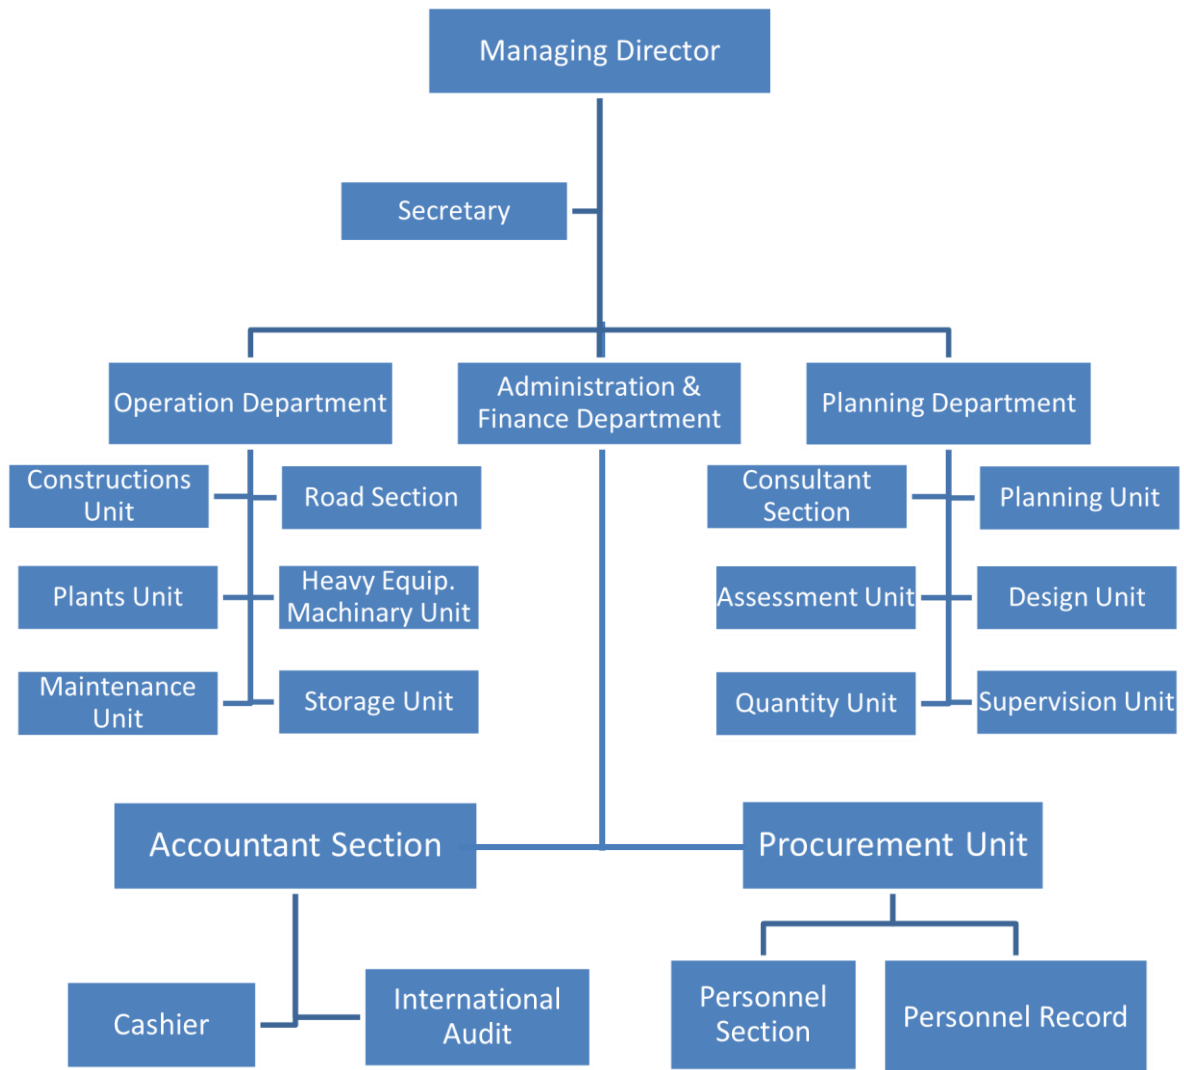 Managing Director
Secretary
Operation Department
Administration &
Finance Department
Planning Department
Constructions
Unit
Road Section
Consultant
Section
Planning Unit
Plants Unit
Heavy Equip.
Machinary Unit
Assessment Unit
Design Unit
Maintenance
Unit
Storage Unit
Quantity Unit
Supervision Unit
Accountant Section
Procurement Unit
Cashier
International
Audit
Personnel
Section
Personnel Record